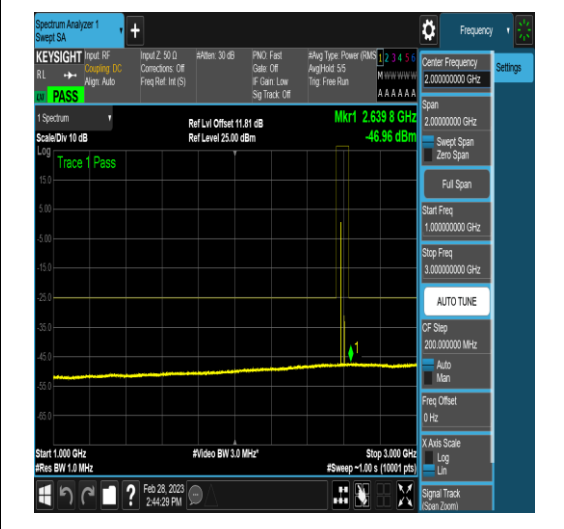 Spectrum Analyzer 1
Swept SA
+
Frequency
KEYSIGHT
RL
PASS
Input: RF
Coupling: DC
Align: Auto
Input Z: 50 Ω
Corrections: Off
Freq Ref: Int (S)
#Atten: 30 dB
PNO: Fast
Gate: Off
IF Gain: Low
Sig Track: Off
#Avg Type: Power (RMS
Avg|Hold: 5/5
Trig: Free Run
1 2 3 4 5 6
M W W W W W
A A A A A A
1 Spectrum
Scale/Div 10 dB
Ref Lvl Offset 11.81 dB
Ref Level 25.00 dBm
Mkr1 2.639 8 GHz
-46.96 dBm
Log
Trace 1 Pass
15.0
5.00
-5.00
-15.0
-25.0
-35.0
-45.0
-55.0
-65.0
1
Start 1.000 GHz
#Res BW 1.0 MHz
#Video BW 3.0 MHz*
Stop 3.000 GHz
#Sweep ~1.00 s (10001 pts)
Feb 28, 2023
2:44:29 PM
Center Frequency
2.000000000 GHz
Span
2.00000000 GHz
Swept Span
Zero Span
Full Span
Start Freq
1.000000000 GHz
Stop Freq
3.000000000 GHz
AUTO TUNE
CF Step
200.000000 MHz
Auto
Man
Freq Offset
0 Hz
X Axis Scale
Log
Lin
Signal Track
(Span Zoom)
Settings